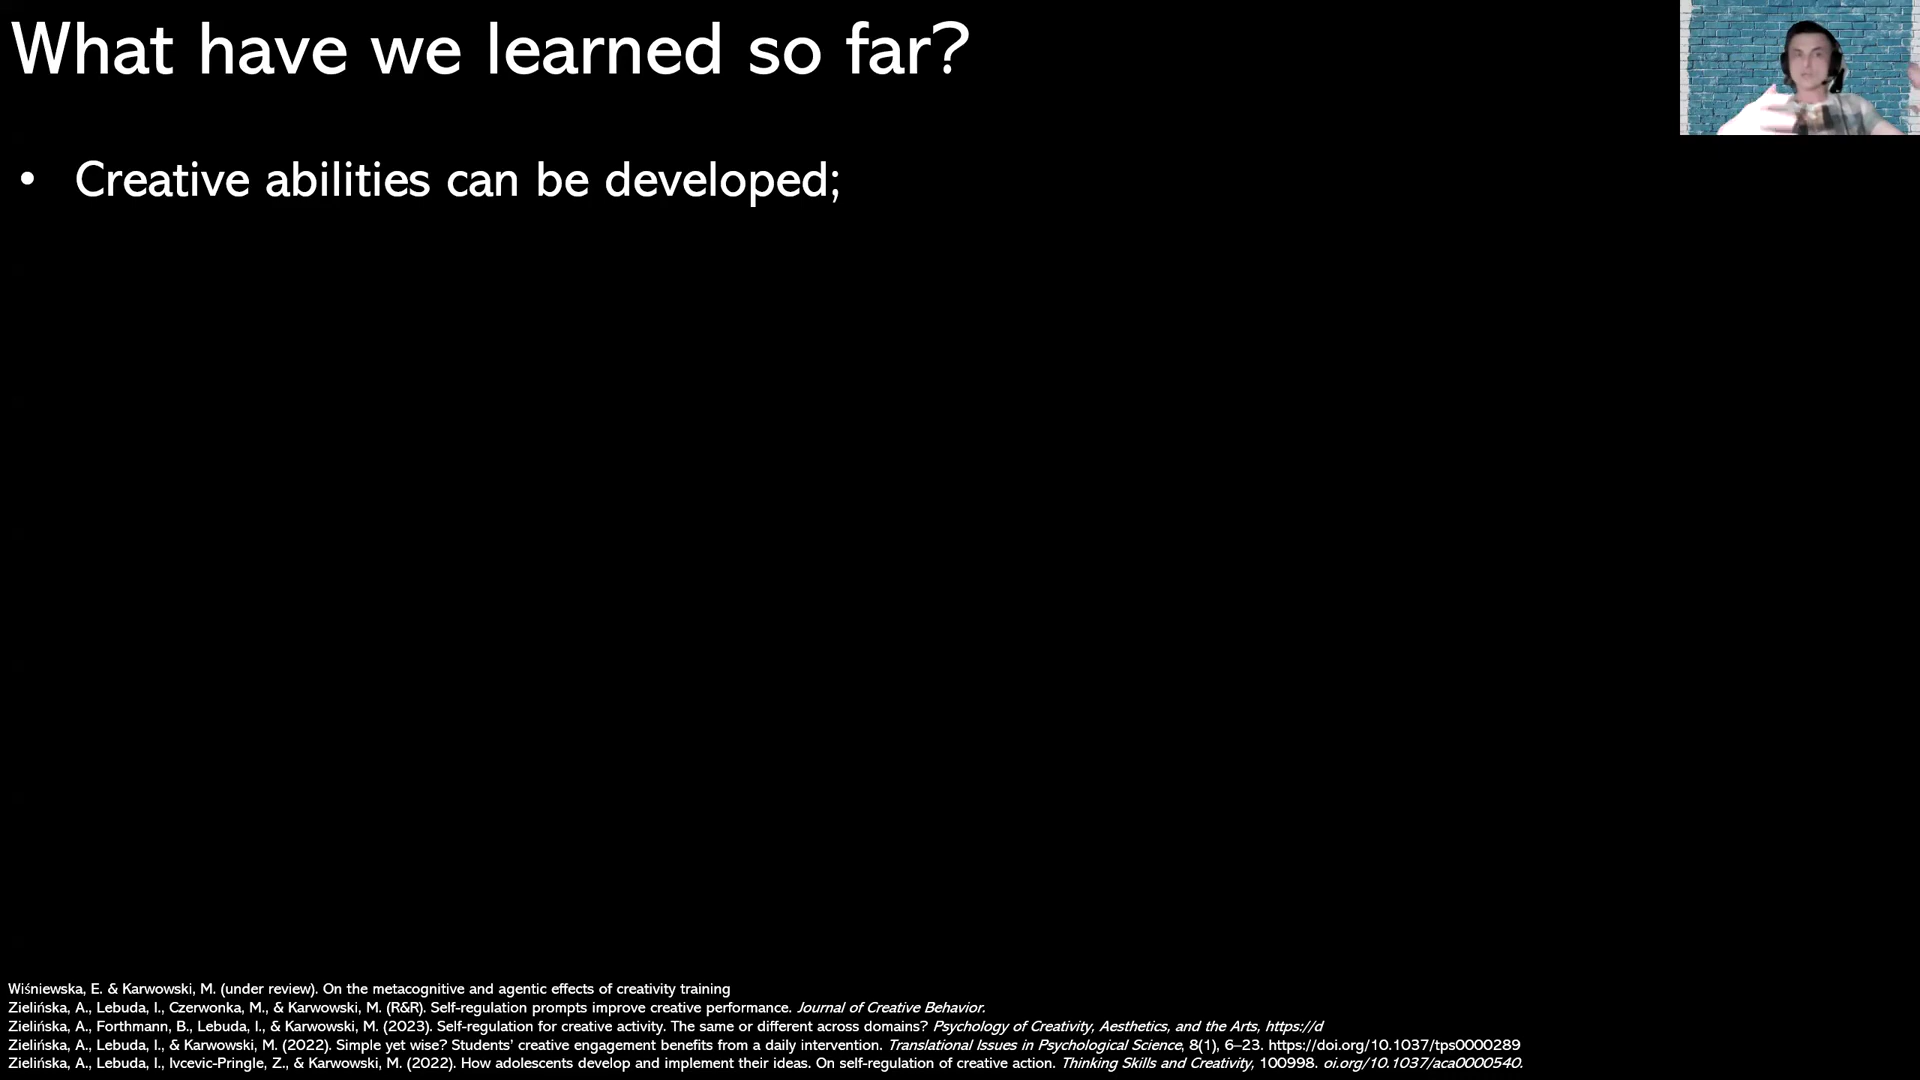 What have we learned so far?
• Creative abilities can be developed;
Wiśniewska, E. & Karwowski, M. (under review). On the metacognitive and agentic effects of creativity training
Zielińska, A., Lebuda, I., Czerwonka, M., & Karwowski, M. (R&R). Self-regulation prompts improve creative performance. Journal of Creative Behavior.
Zielińska, A., Forthmann, B., Lebuda, I., & Karwowski, M. (2023). Self-regulation for creative activity. The same or different across domains? Psychology of Creativity, Aesthetics, and the Arts, https://d
Zielińska, A., Lebuda, I., & Karwowski, M. (2022). Simple yet wise? Students' creative engagement benefits from a daily intervention. Translational Issues in Psychological Science, 8(1), 6–23. https://doi.org/10.1037/tps0000289
Zielińska, A., Lebuda, I., Ivcevic-Pringle, Z., & Karwowski, M. (2022). How adolescents develop and implement their ideas. On self-regulation of creative action. Thinking Skills and Creativity, 100998. oi.org/10.1037/aca0000540.